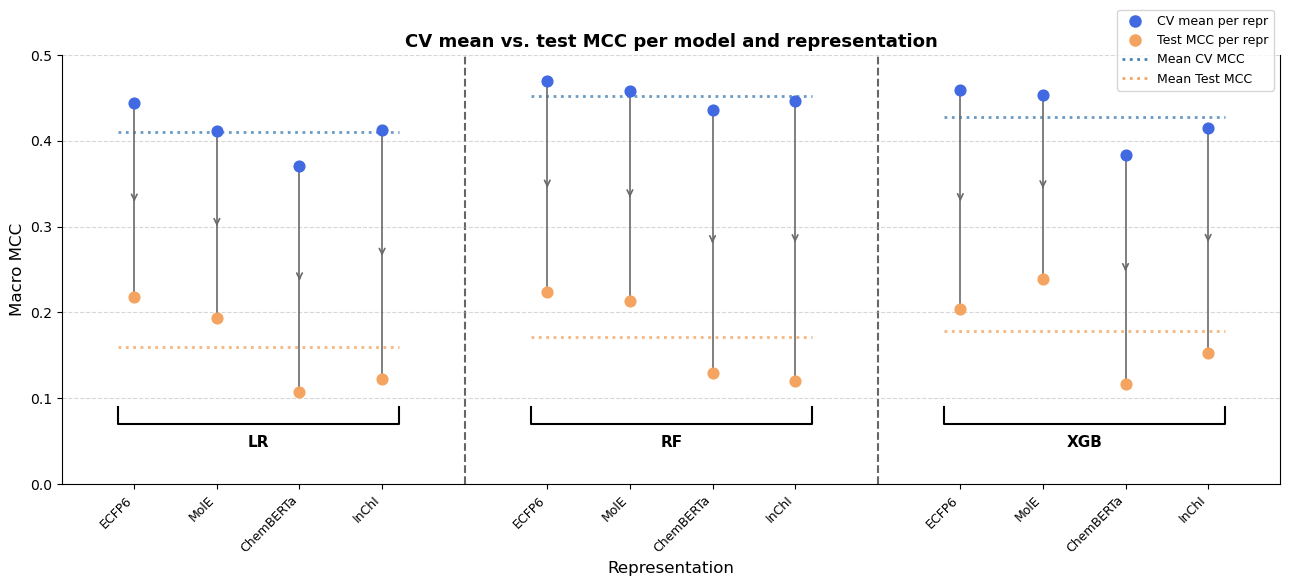 CV mean vs. test MCC per model and representation
CV mean per repr
Test MCC per repr
Mean CV MCC
Mean Test MCC
Macro MCC
0.5
0.4
0.3
0.2
0.1
0.0
LR
RF
XGB
ECFP6
MolE
ChemBERTa
InChI
ECFP6
MolE
ChemBERTa
InChI
ECFP6
MolE
ChemBERTa
InChI
Representation